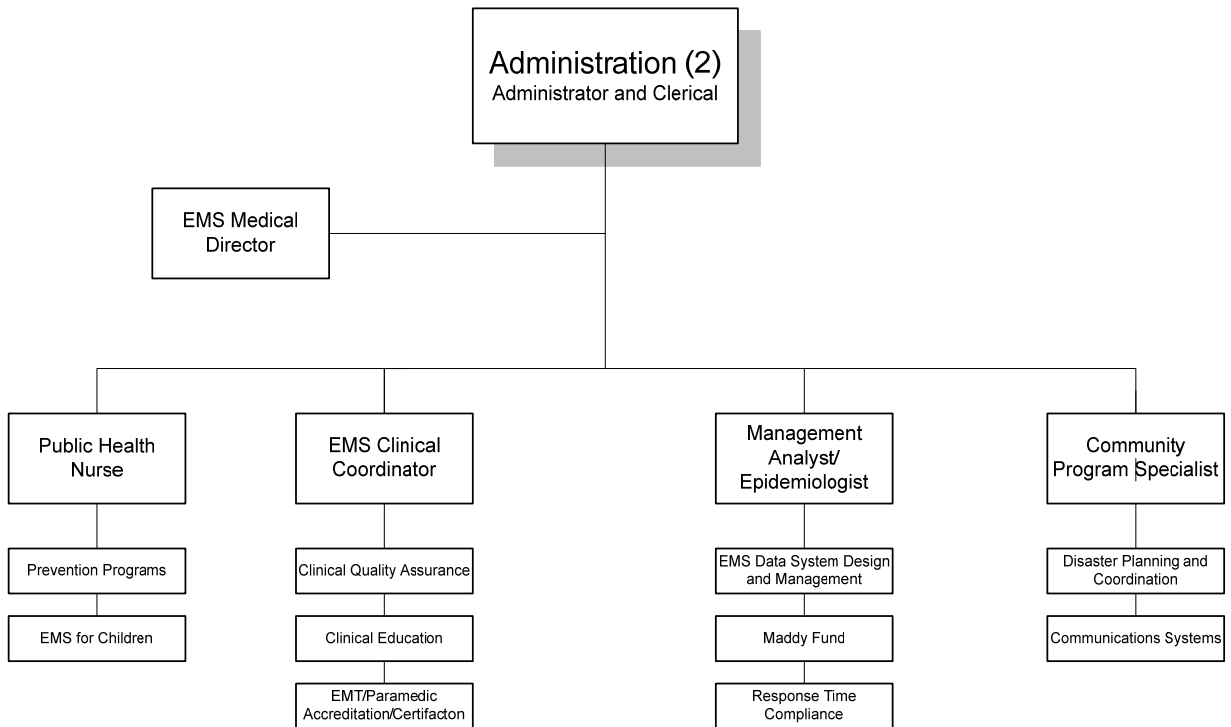 Administration (2)
Administrator and Clerical
EMS Medical
Director
Public Health
Nurse
Prevention Programs
EMS for Children
EMS Clinical
Coordinator
Clinical Quality Assurance
Clinical Education
EMT/Paramedic
Accreditation/Certifacton
Management
Analyst/
Epidemiologist
EMS Data System Design
and Management
Maddy Fund
Response Time
Compliance
Community
Program Specialist
Disaster Planning and
Coordination
Communications Systems